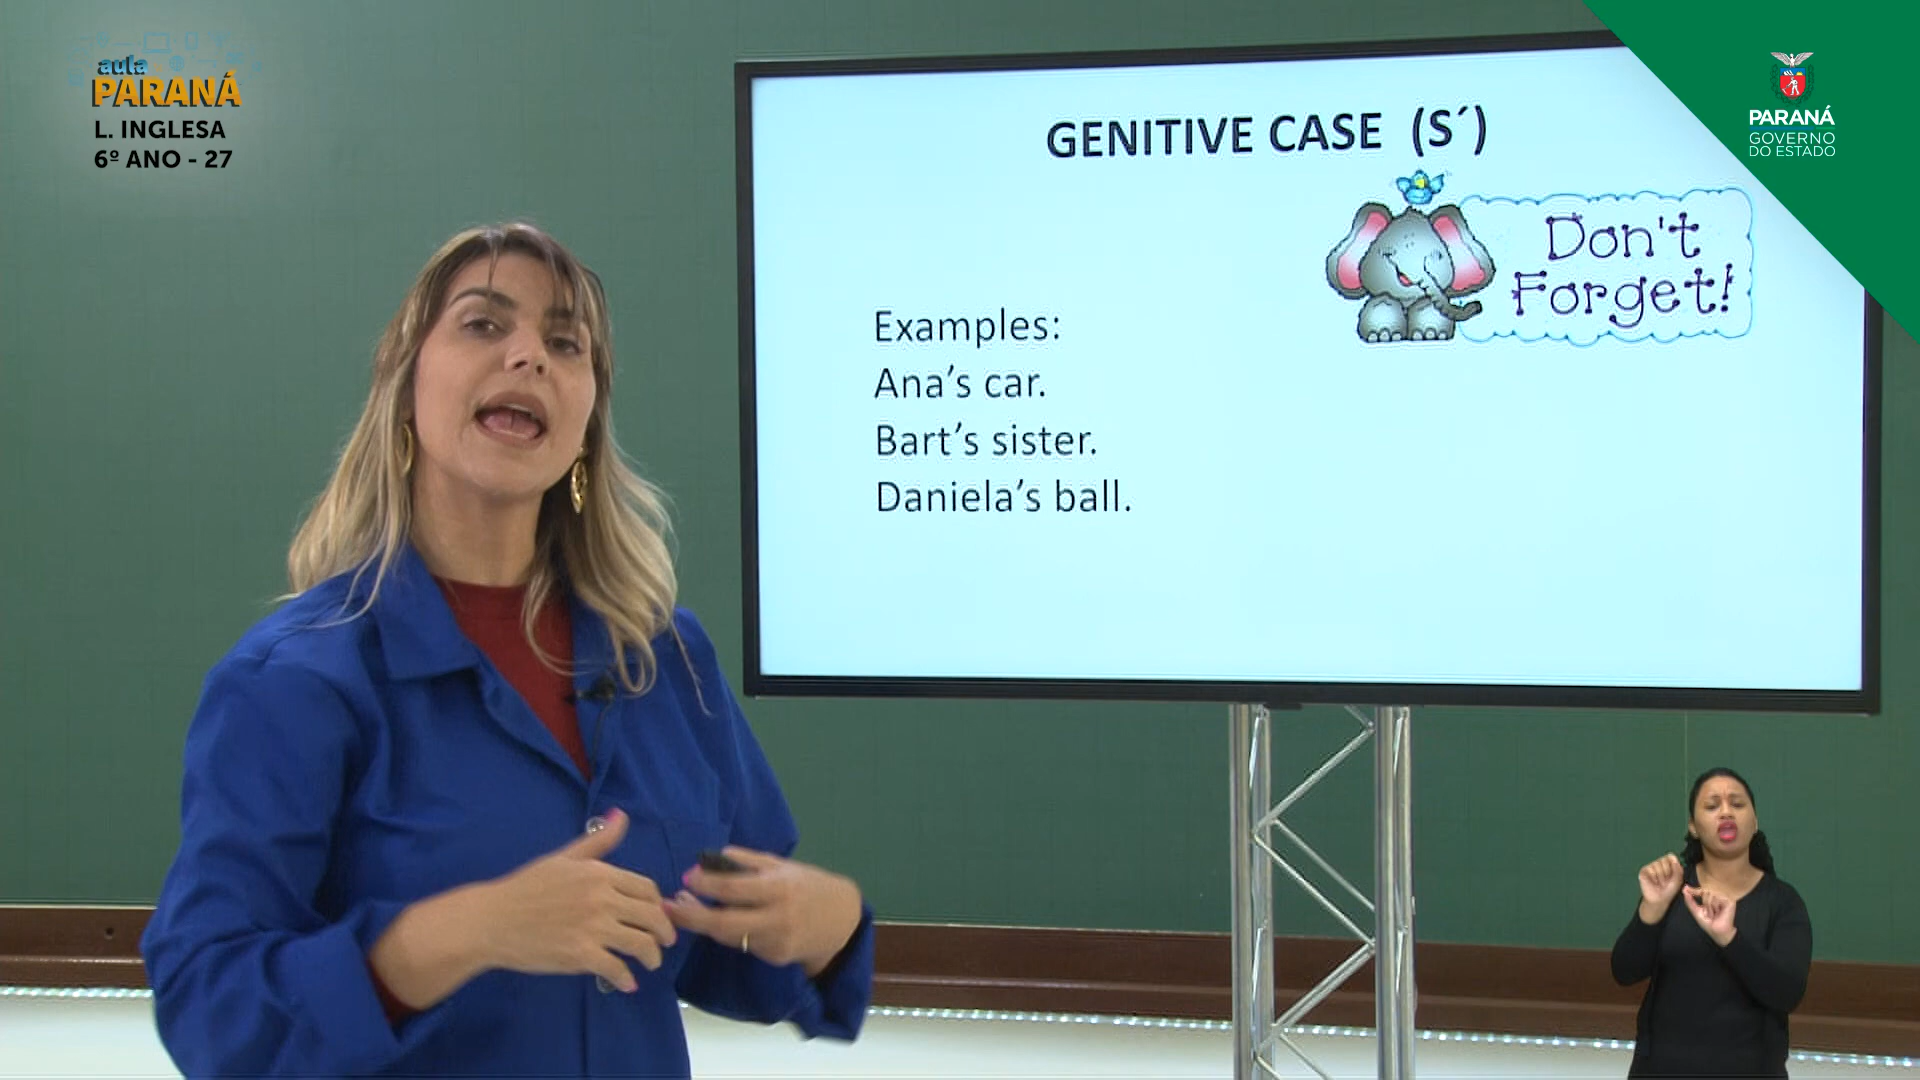 aula
PARANÁ
L. INGLESA
6º ANO - 27
GENITIVE CASE (S´)
Don't
Forget!
Examples:
Ana’s car.
Bart’s sister.
Daniela’s ball.
PARANÁ
GOVERNO
DO ESTADO